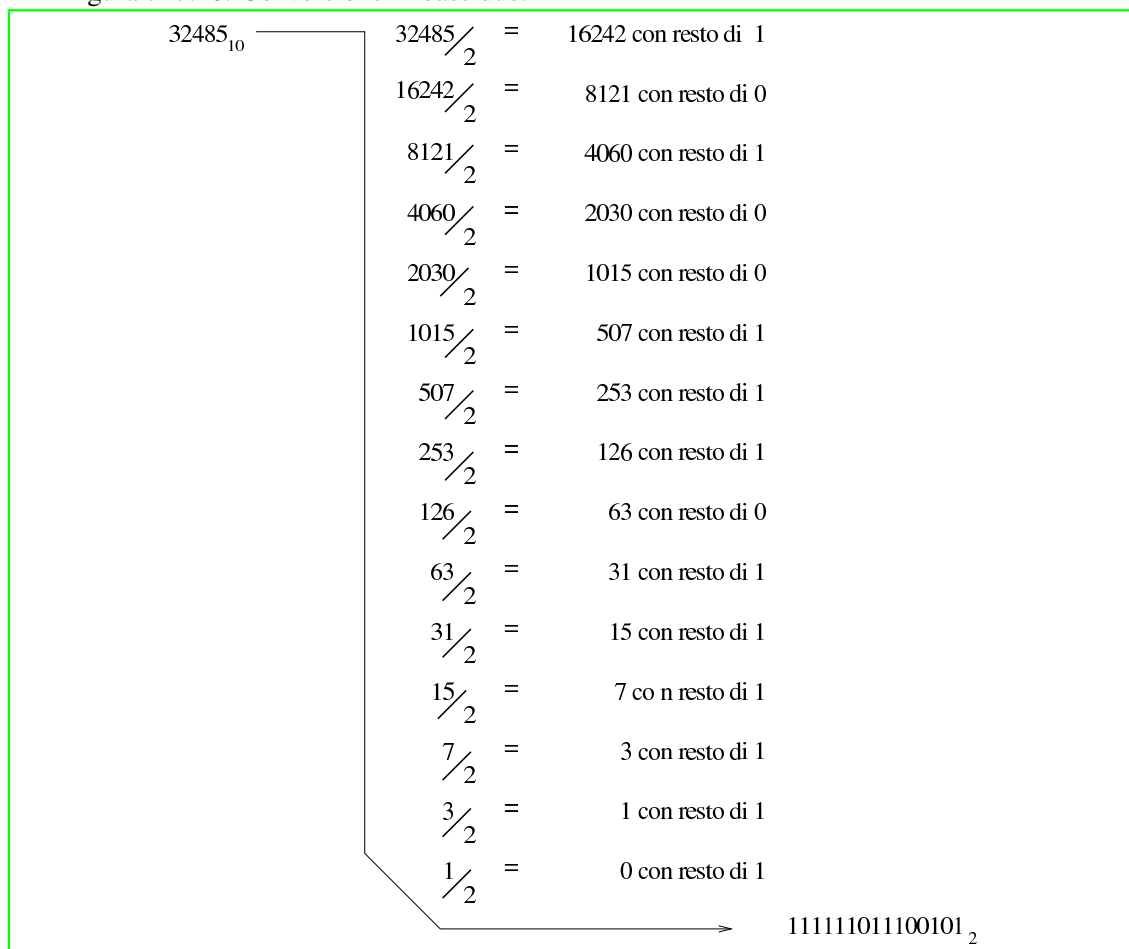 32485₁₀ 32485/2 = 16242 con resto di 1
16242/2 = 8121 con resto di 0
8121/2 = 4060 con resto di 1
4060/2 = 2030 con resto di 0
2030/2 = 1015 con resto di 0
1015/2 = 507 con resto di 1
507/2 = 253 con resto di 1
253/2 = 126 con resto di 1
126/2 = 63 con resto di 0
63/2 = 31 con resto di 1
31/2 = 15 con resto di 1
15/2 = 7 co n resto di 1
7/2 = 3 con resto di 1
3/2 = 1 con resto di 1
1/2 = 0 con resto di 1
111111011100101₂